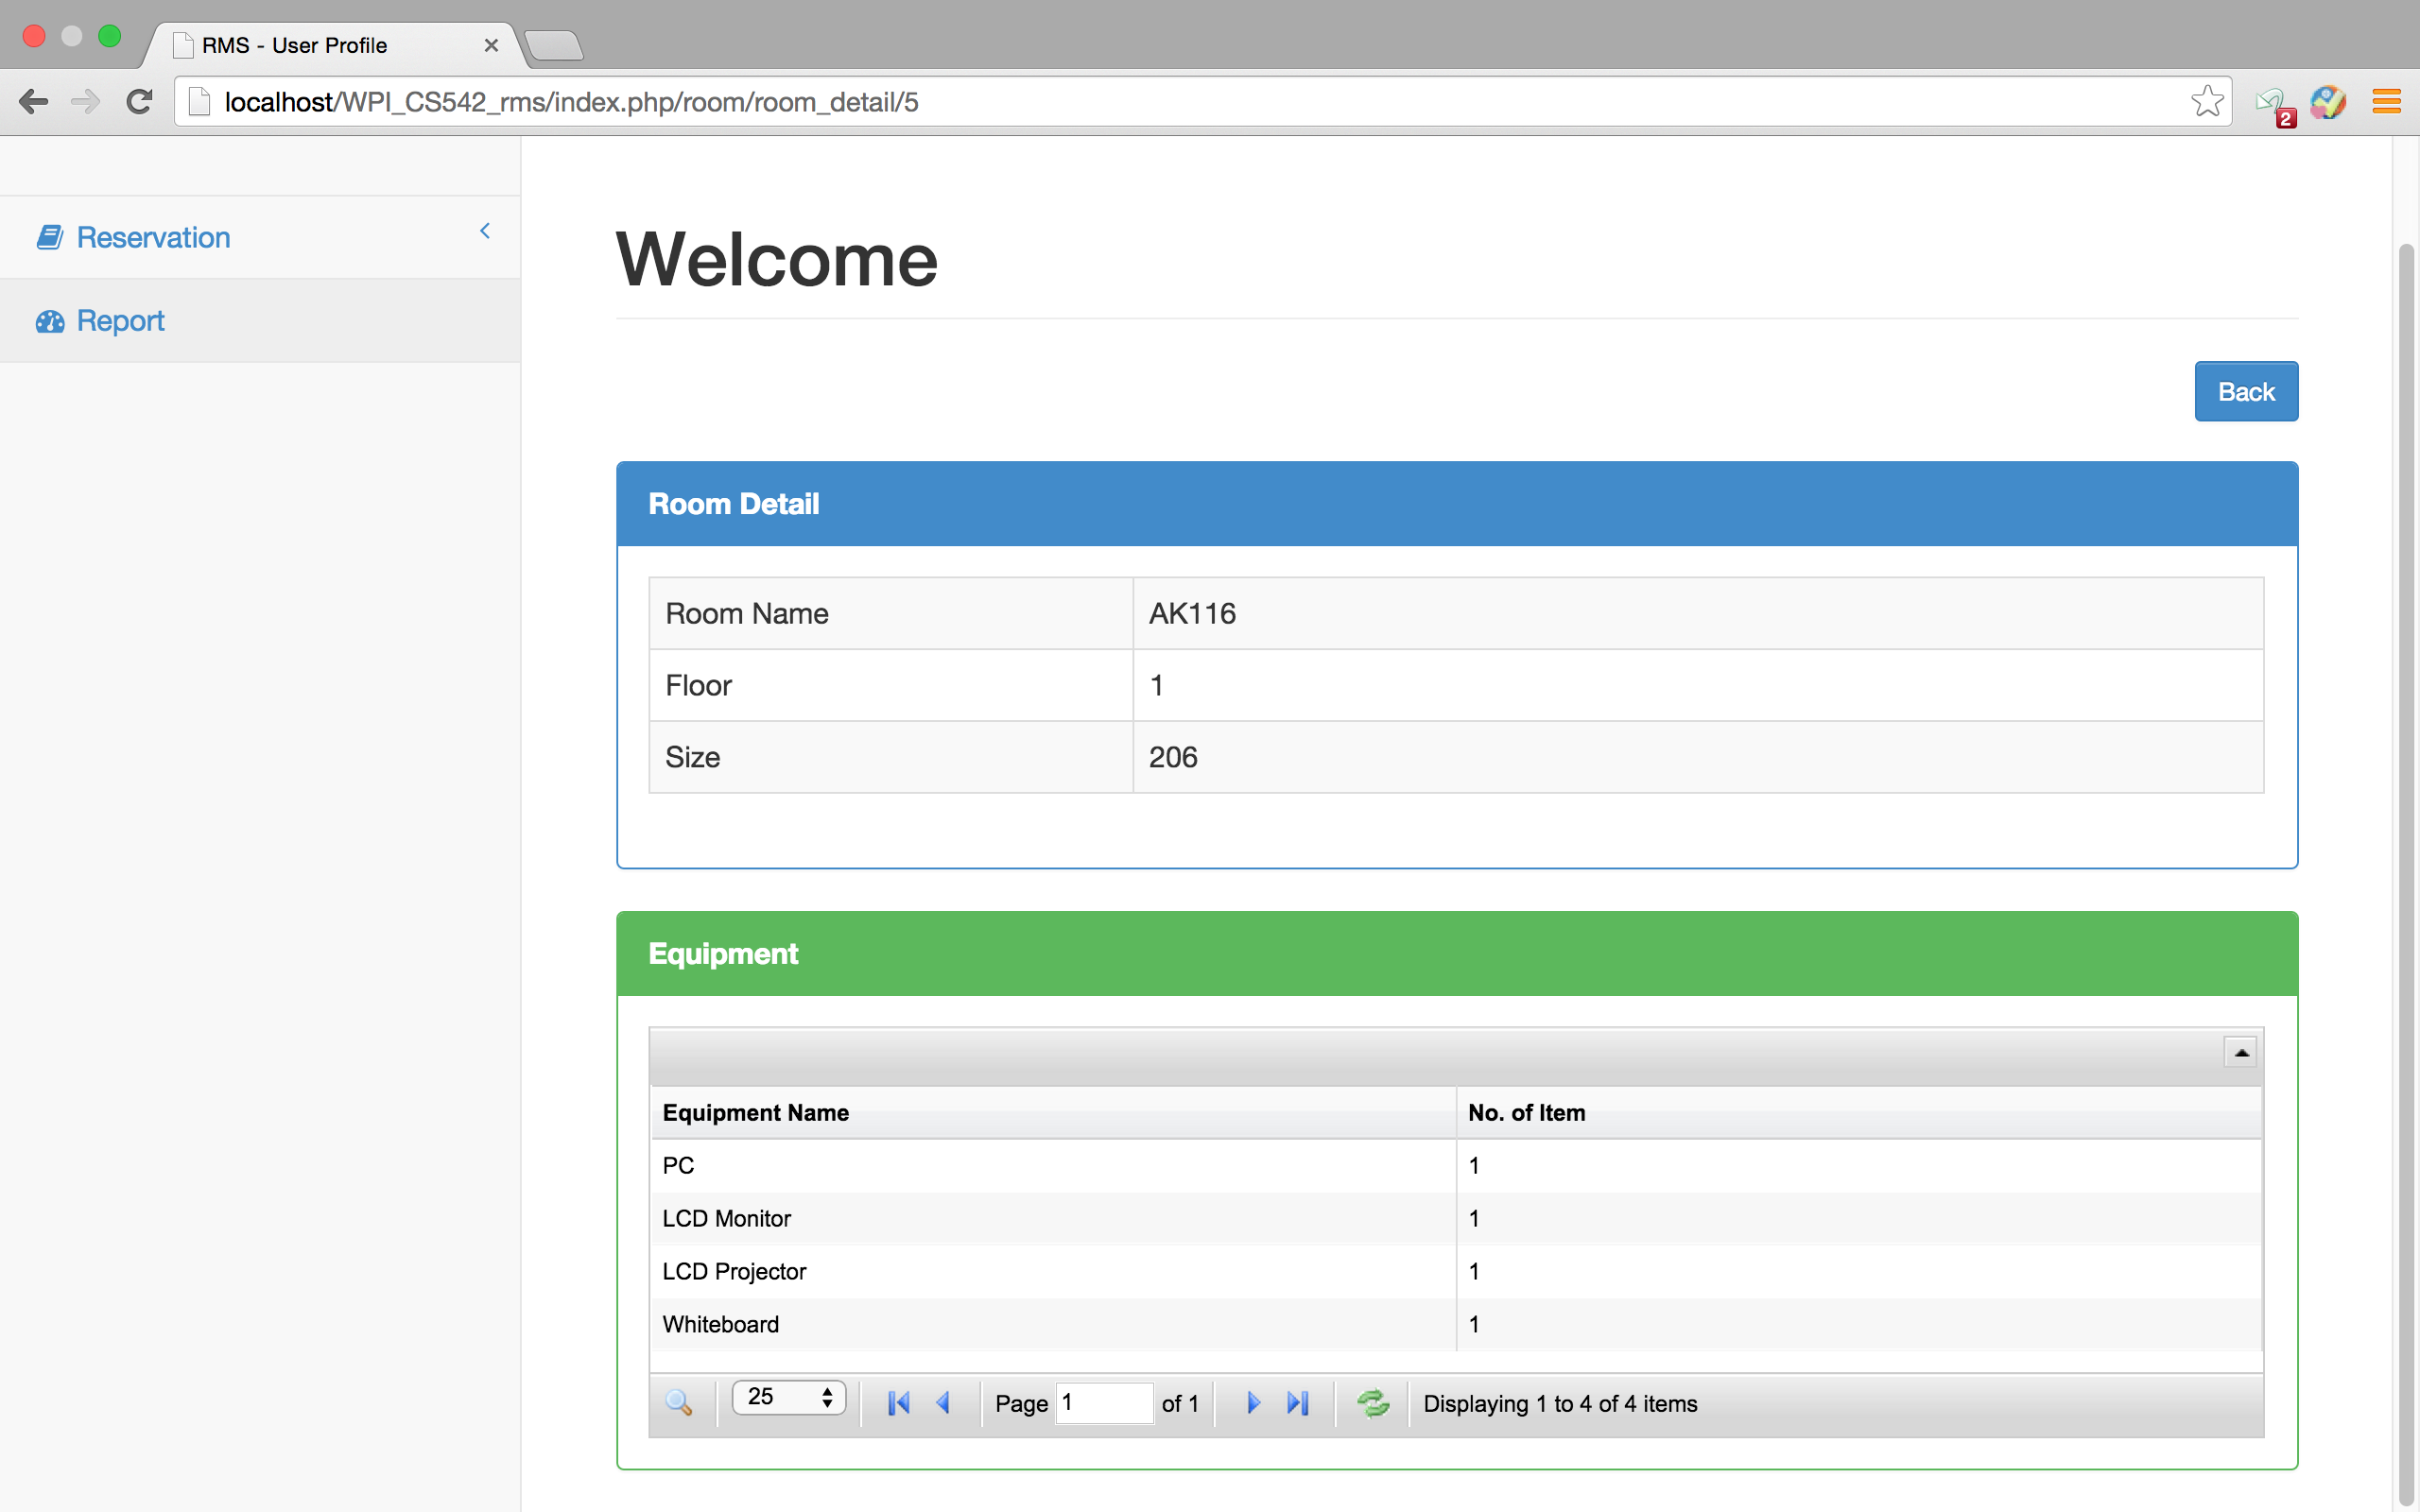 RMS - User Profile
localhost/WPI_CS542_rms/index.php/room/room_detail/5
2
Reservation
Report
Welcome
Back
Room Detail
Room Name AK116
Floor 1
Size 206
Equipment
Equipment Name No. of Item
PC 1
LCD Monitor 1
LCD Projector 1
Whiteboard 1
25 Page 1 of 1 Displaying 1 to 4 of 4 items